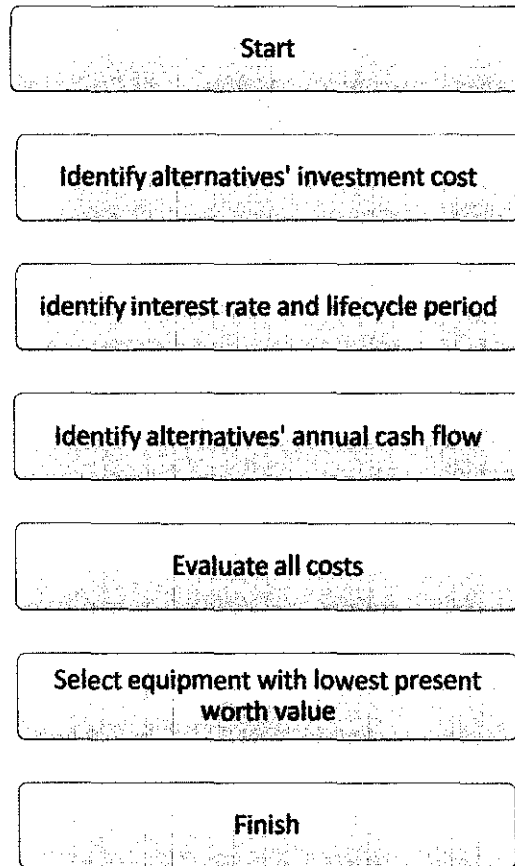 Start
Identify alternatives' investment cost
identify interest rate and lifecycle period
Identify alternatives' annual cash flow
Evaluate all costs
Select equipment with lowest present
worth value
Finish